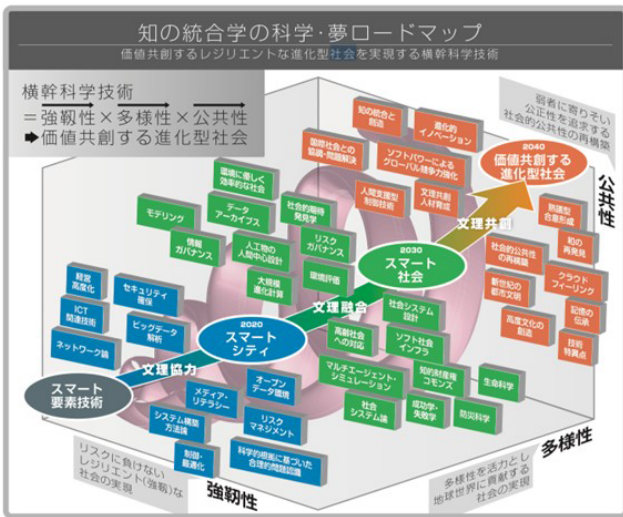 知の統合学の科学・夢ロードマップ
価値共創するレジリエントな進化型社会を実現する横幹科学技術
横幹科学技術
＝強靱性×多様性×公共性
➡価値共創する進化型社会
弱者に寄りそい
公正性を追求する
社会的公共性の再構築
知の統合と
創造
進化的
イノベーション
国際社会との
協調・問題解決
ソフトパワーによる
グローバル競争力強化
人間支援型
制御技術
文理共創
人材育成
2040
価値共創する
進化型社会
公共性
環境に優しく
効率的な社会
モデリング
データ
アーカイブス
社会的期待
発見学
情報
ガバナンス
人工物の
人間中心設計
リスク
ガバナンス
大規模
進化計算
環境評価
文理共創
熟議型
合意形成
和の
再発見
社会的公共性
の再構築
クラウド
フィーリング
新世紀の
都市文明
記憶の
伝承
高度文化の
創造
技術
特異点
2030
スマート
社会
経営
高度化
セキュリティ
確保
ICT
関連技術
ビッグデータ
解析
ネットワーク論
2020
スマート
シティ
文理融合
社会システム
設計
高齢社会
への対応
ソフト社会
インフラ
マルチエージェント・
シミュレーション
知的財産権
コモンズ
生命科学
社会
システム論
成功学・
失敗学
防災科学
文理協力
スマート
要素技術
メディア・
リテラシー
オープン
データ環境
システム構築
方法論
リスク
マネジメント
制御・
最適化
科学的根拠に基づいた
合理的問題認識
リスクに負けない
レジリエント(強靱)な
社会の実現
強靱性
多様性
多様性を活力とし
地球世界に貢献する
社会の実現